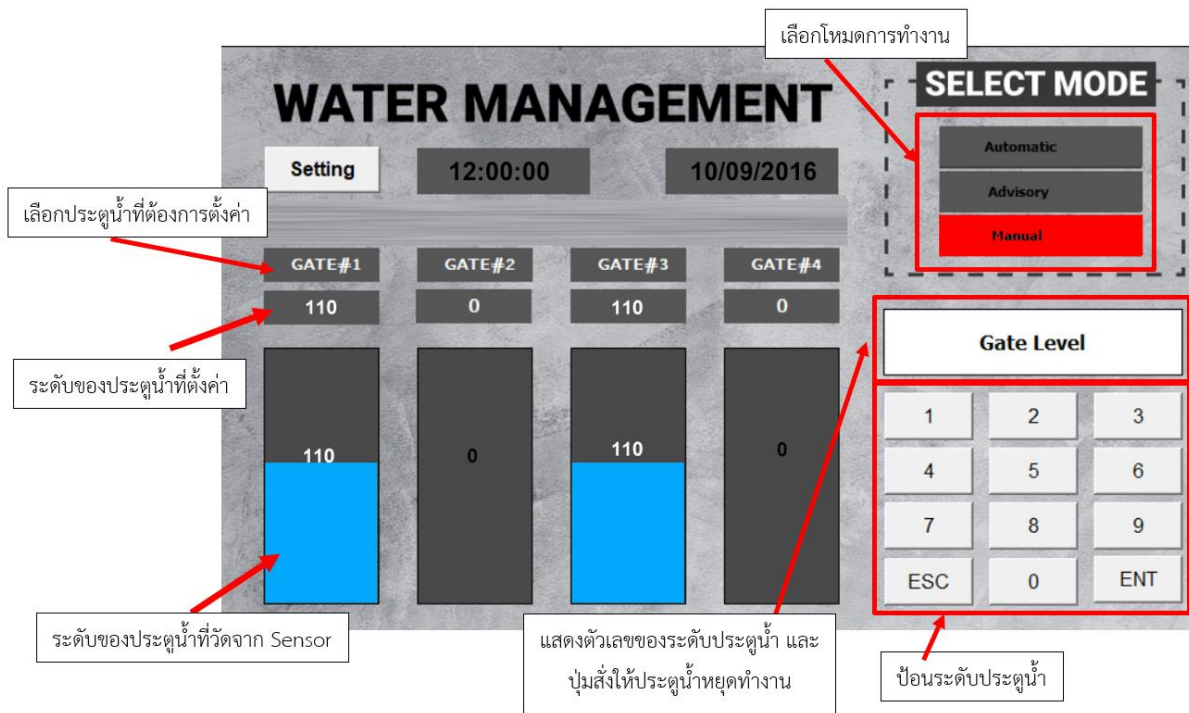 เลือกโหมดการทำงาน
WATER MANAGEMENT
SELECT MODE
Automatic
Advisory
Manual
Setting
12:00:00
10/09/2016
เลือกประตูน้ำที่ต้องการตั้งค่า
GATE#1
GATE#2
GATE#3
GATE#4
110
0
110
0
ระดับของประตูน้ำที่ตั้งค่า
Gate Level
110
0
110
0
1
2
3
4
5
6
7
8
9
ESC
0
ENT
ระดับของประตูน้ำที่วัดจาก Sensor
แสดงตัวเลขของระดับประตูน้ำ และ
ปุ่มสั่งให้ประตูน้ำหยุดทำงาน
ป้อนระดับประตูน้ำ